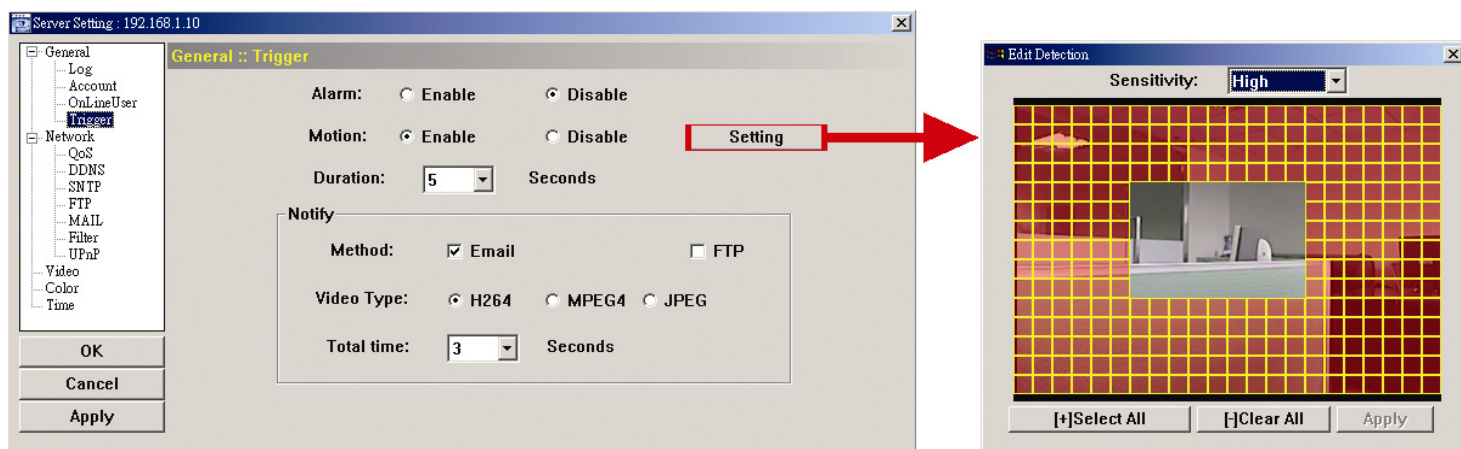 Server Setting : 192.168.1.10
General
Log
Account
OnLineUser
Trigger
Network
QoS
DDNS
SNTP
FTP
MAIL
Filter
UPnP
Video
Color
Time
OK
Cancel
Apply
General :: Trigger
Alarm: Enable Disable
Motion: Enable Disable Setting
Duration: 5 Seconds
Notify
Method: Email FTP
Video Type: H264 MPEG4 JPEG
Total time: 3 Seconds
Edit Detection
Sensitivity: High
[+]Select All [-]Clear All Apply